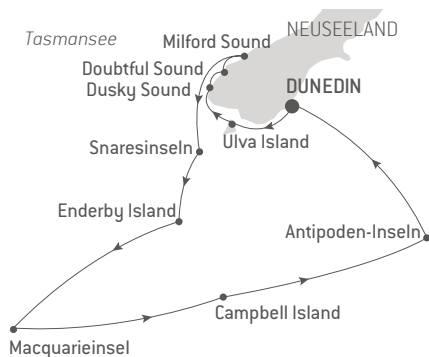 NEUSEELAND
Tasmansee
Milford Sound
Doubtful Sound
Dusky Sound
DUNEDIN
Ulva Island
Snaresinseln
Enderby Island
Antipoden-Inseln
Campbell Island
Macquarieinsel